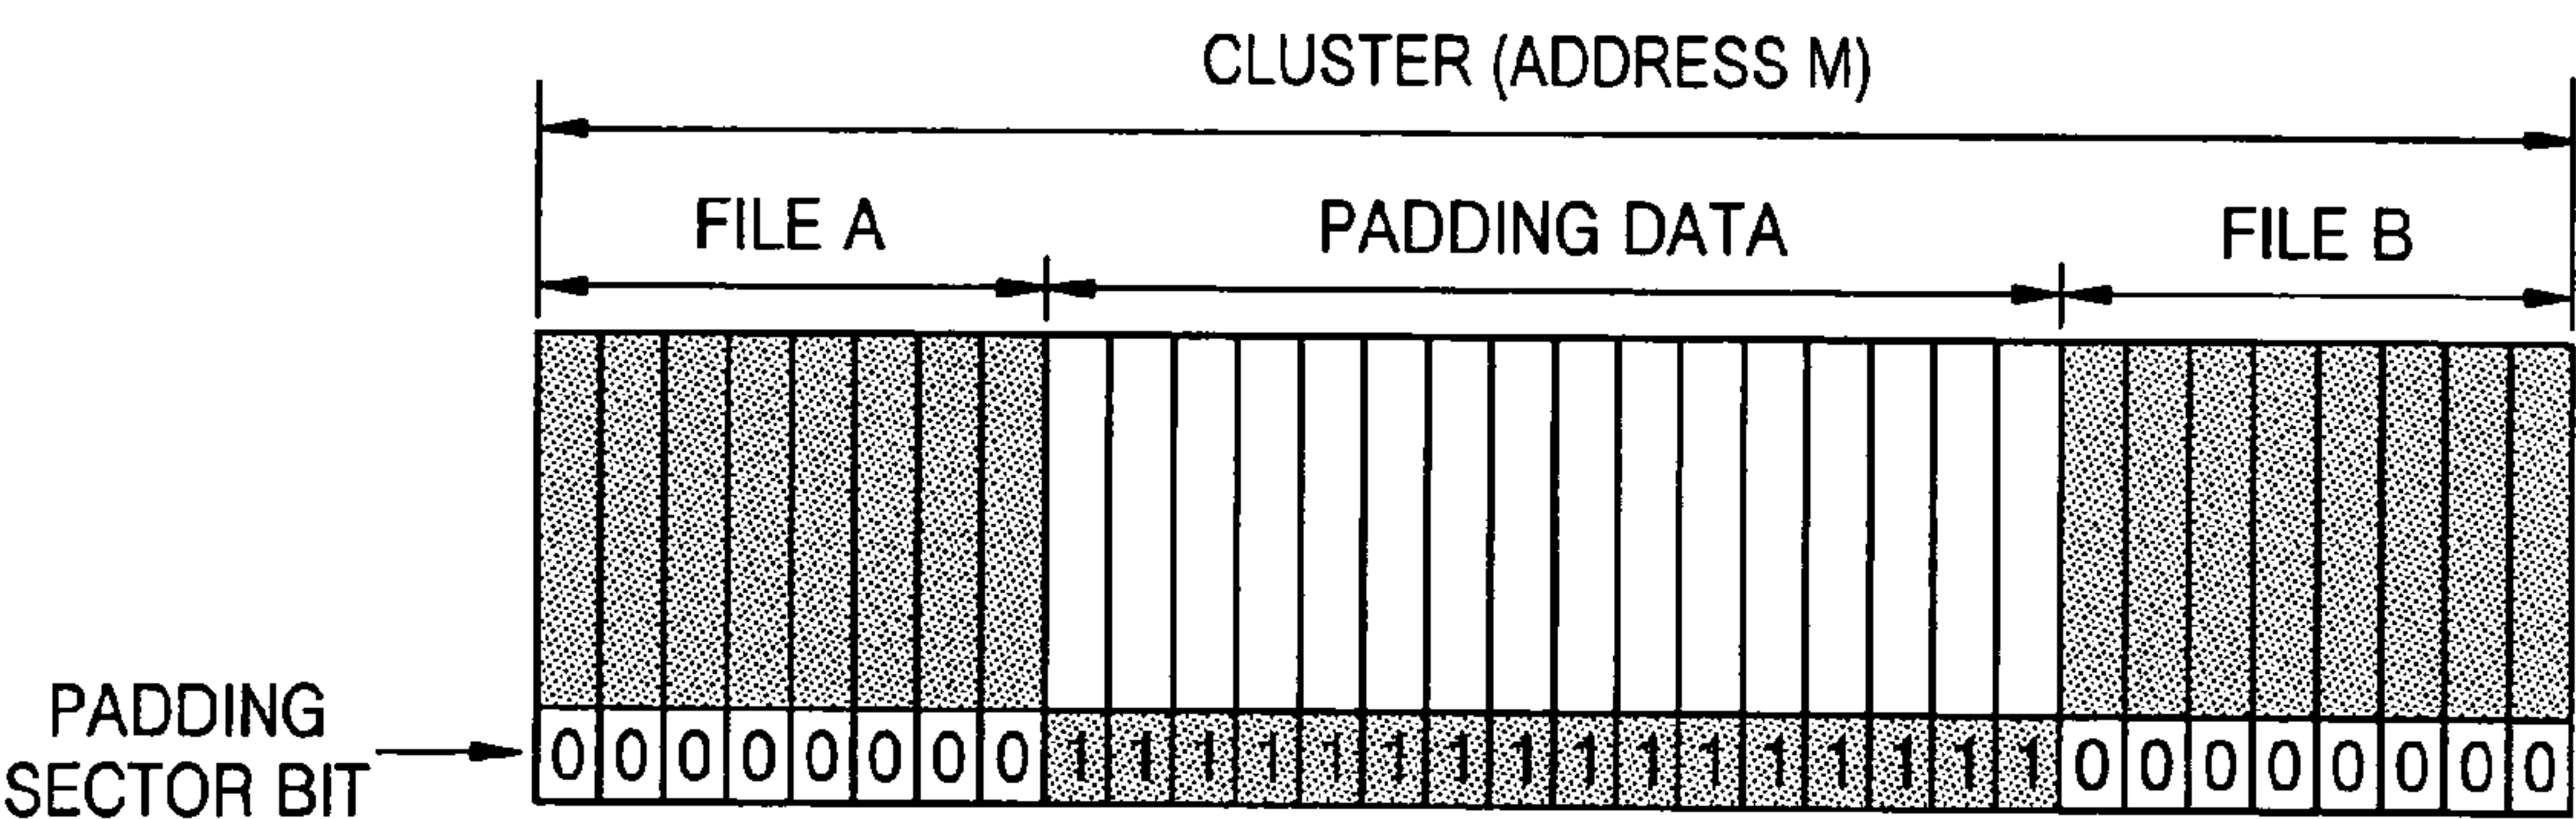 CLUSTER (ADDRESS M)
FILE A PADDING DATA FILE B
PADDING
SECTOR BIT
0 0 0 0 0 0 0 0 1 1 1 1 1 1 1 1 1 1 1 1 1 1 1 1 0 0 0 0 0 0 0 0